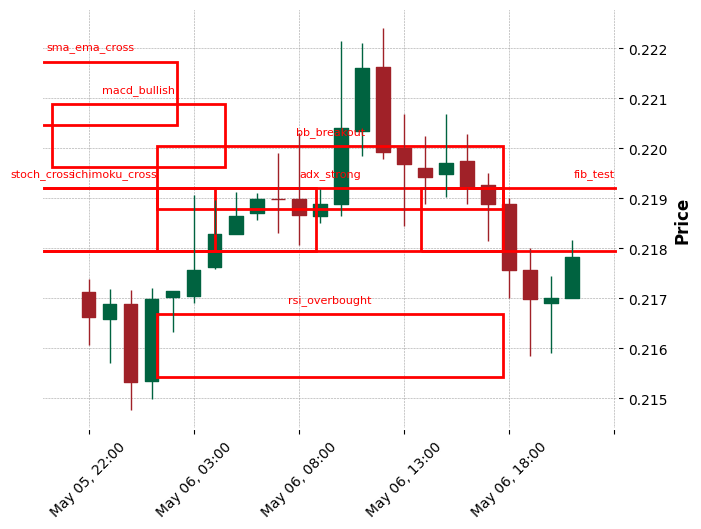 sma_ema_cross
macd_bullish
bb_breakout
stoch_cross
ichimoku_cross
adx_strong
fib_test
rsi_overbought
0.222
0.221
0.220
0.219
0.218
0.217
0.216
0.215
Price
May 05, 22:00
May 06, 03:00
May 06, 08:00
May 06, 13:00
May 06, 18:00